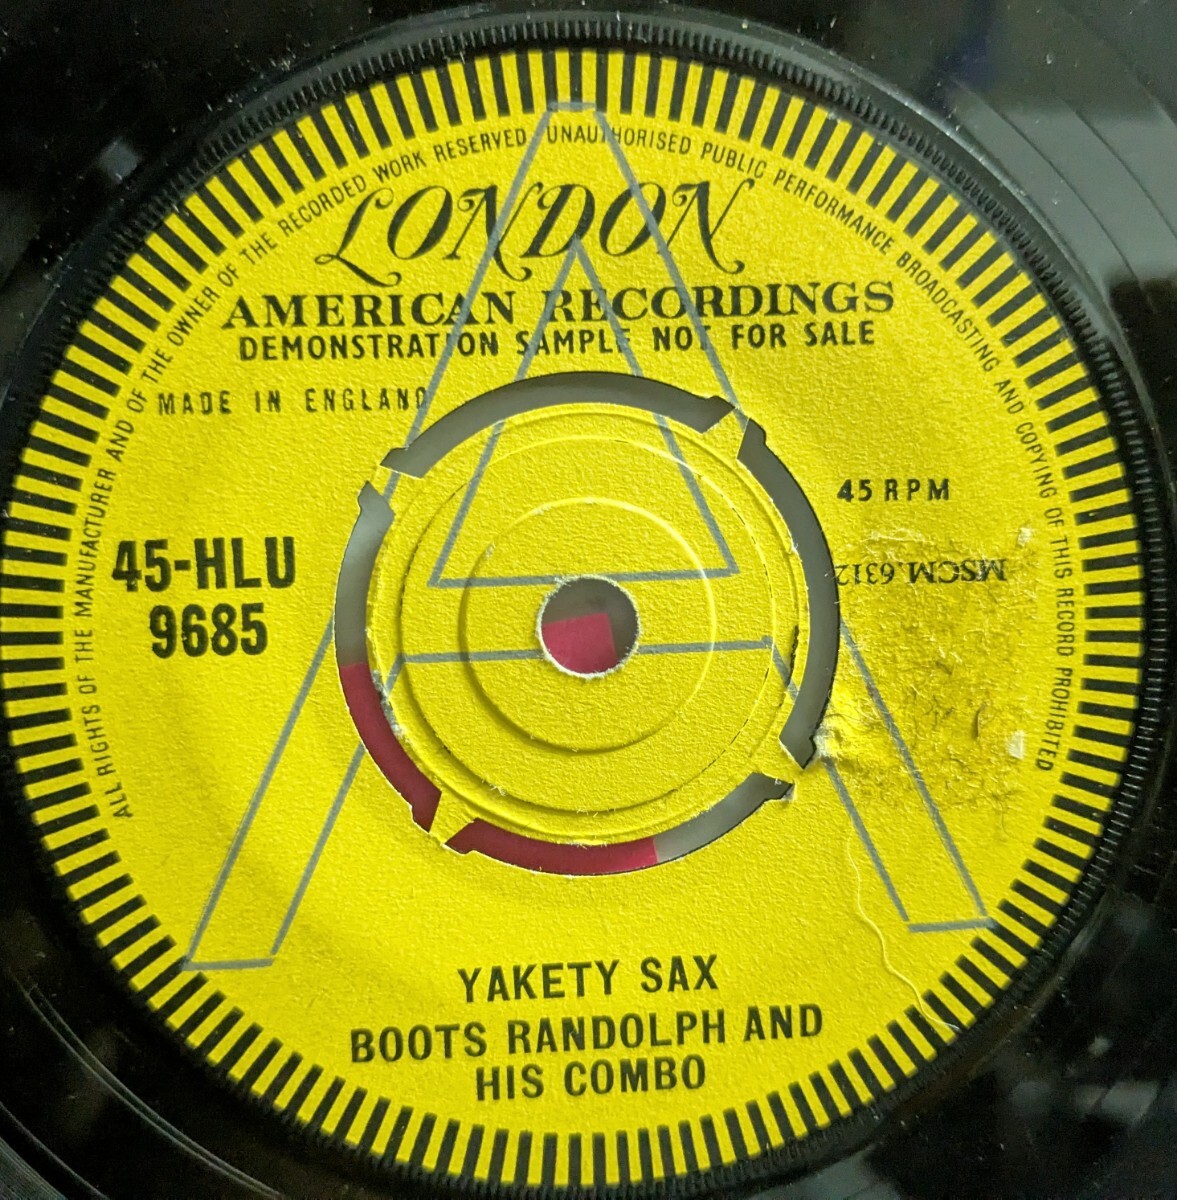 ALL RIGHTS OF THE MANUFACTURER AND OF THE OWNER OF THE RECORDED WORK RESERVED UNAUTHORISED PUBLIC PERFORMANCE BROADCASTING AND COPYING OF THIS RECORD PROHIBITED
LONDON
AMERICAN RECORDINGS
DEMONSTRATION SAMPLE NOT FOR SALE
MADE IN ENGLAND
A
45 RPM
45-HLU
9685
MSCM.6312
YAKETY SAX
BOOTS RANDOLPH AND
HIS COMBO